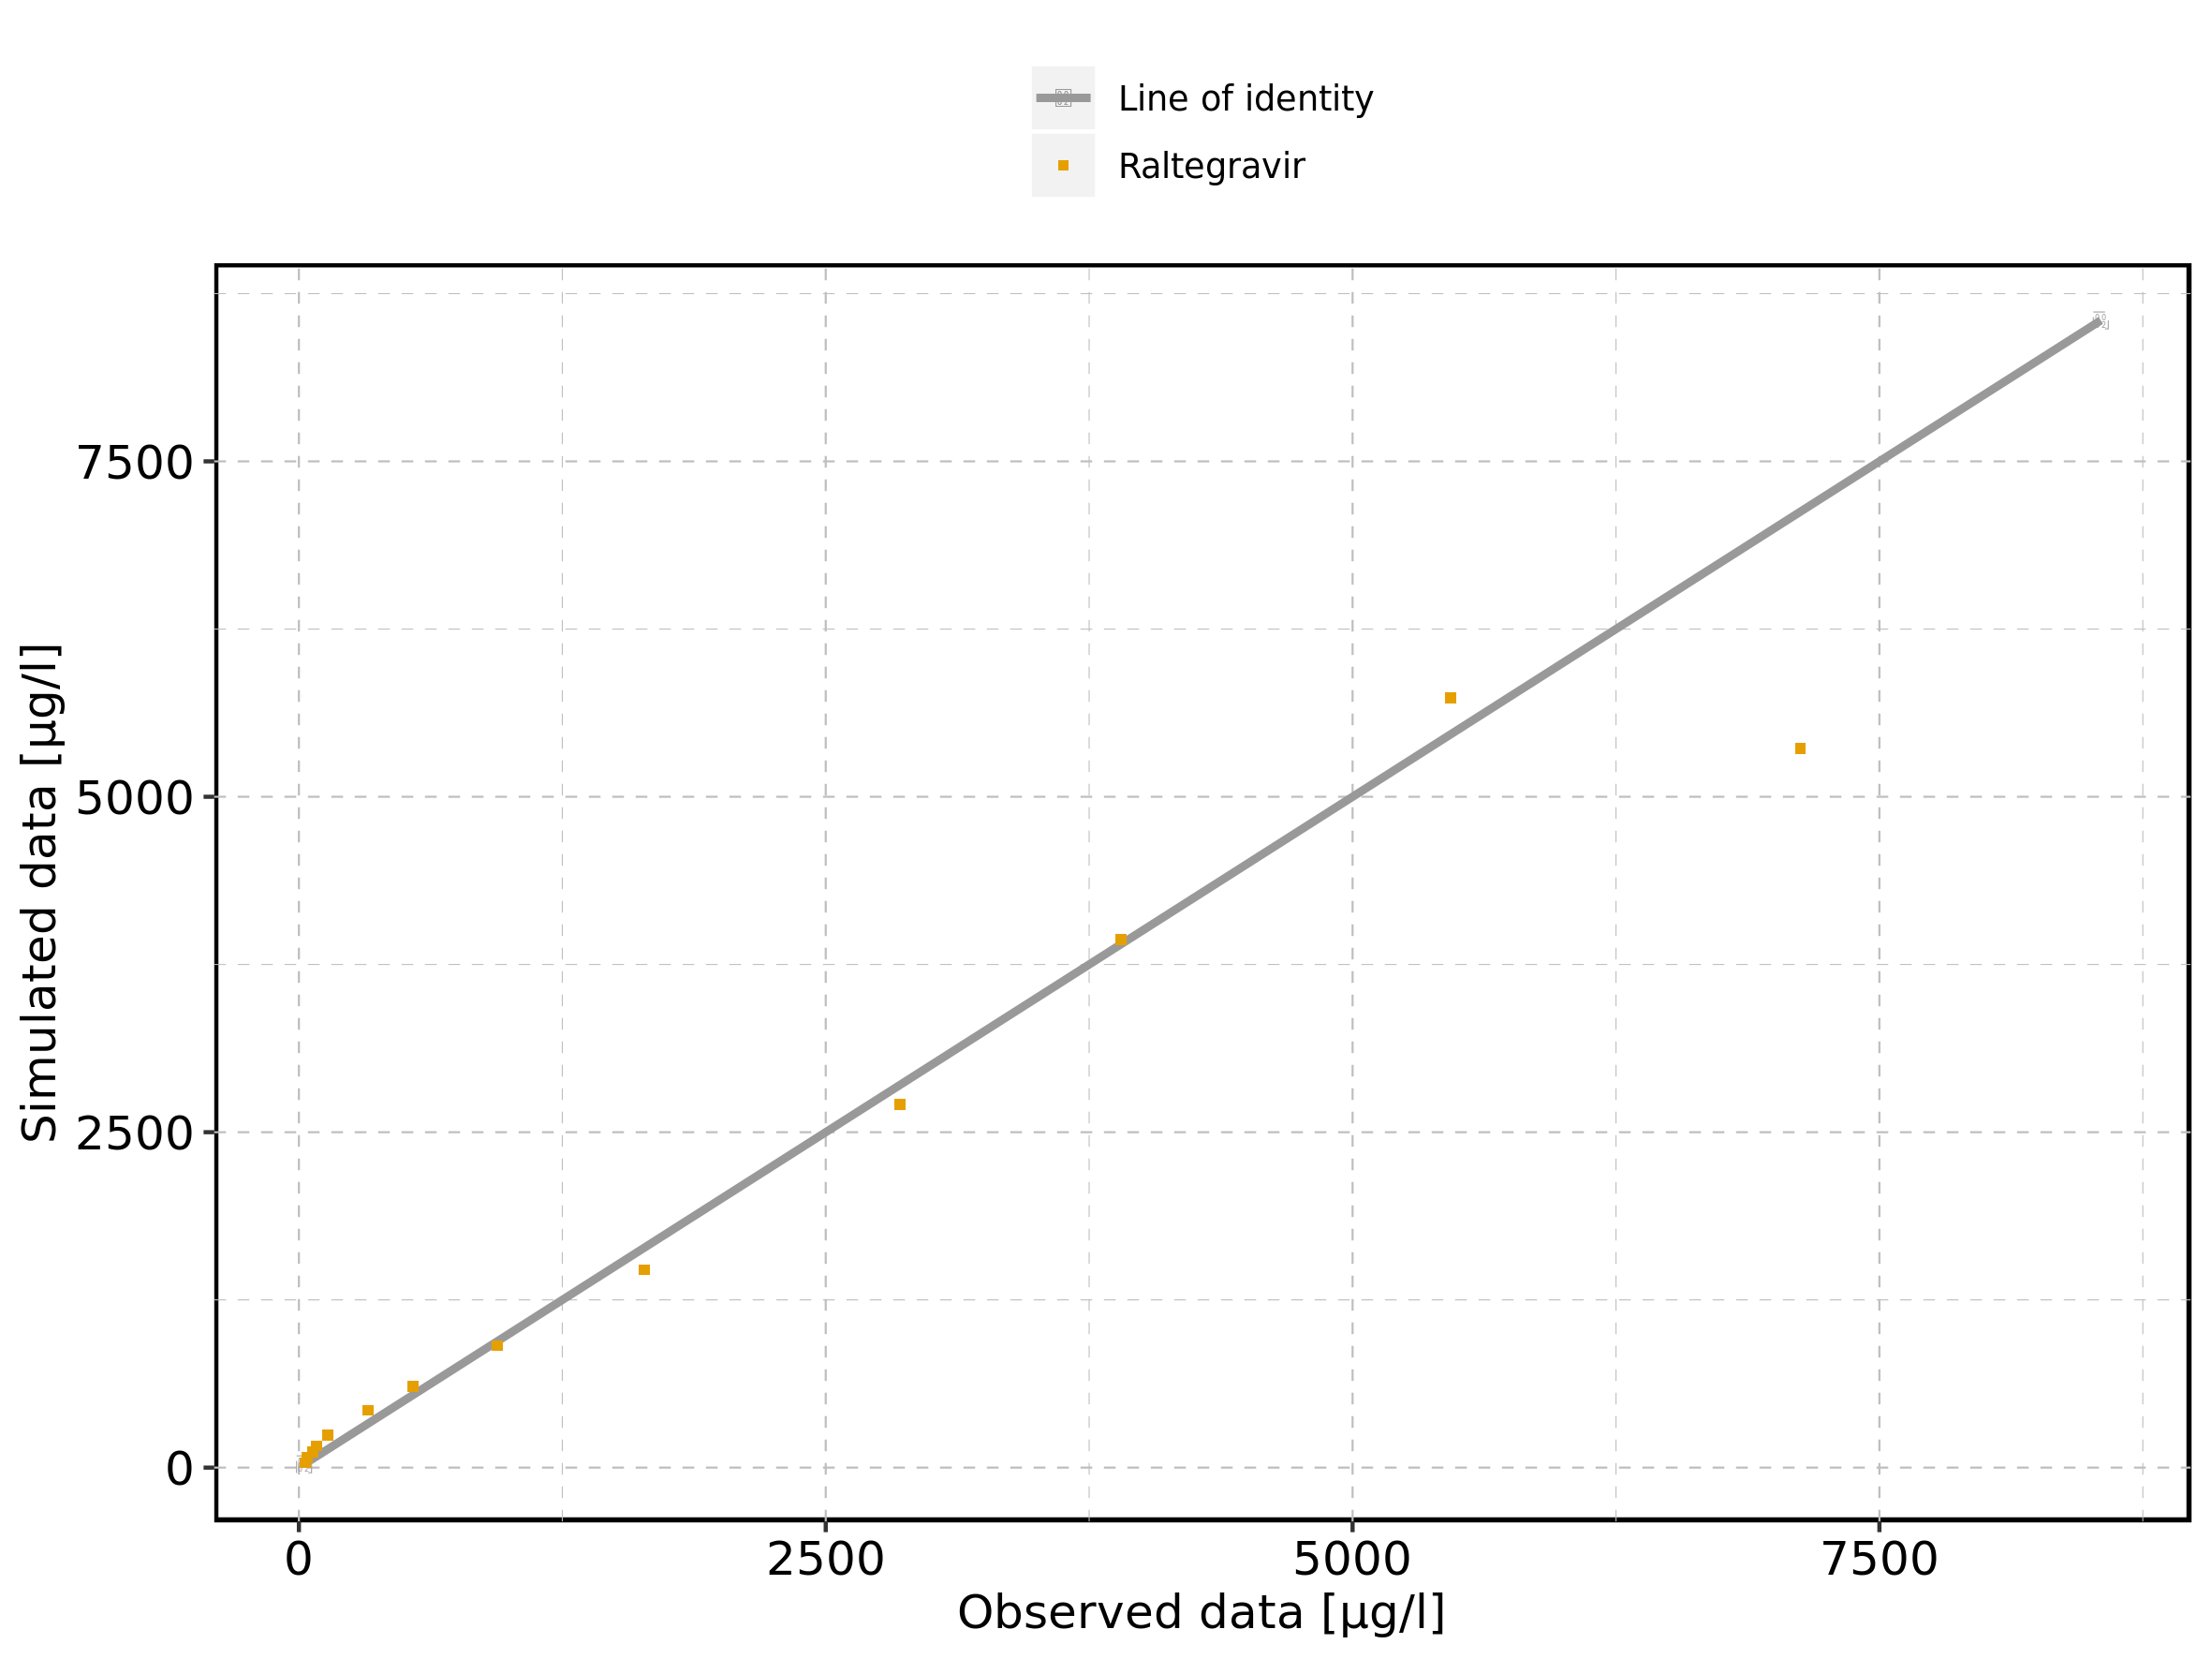 Line of identity
Raltegravir
7500
5000
2500
0
Simulated data [µg/l]
0 2500 5000 7500
Observed data [µg/l]